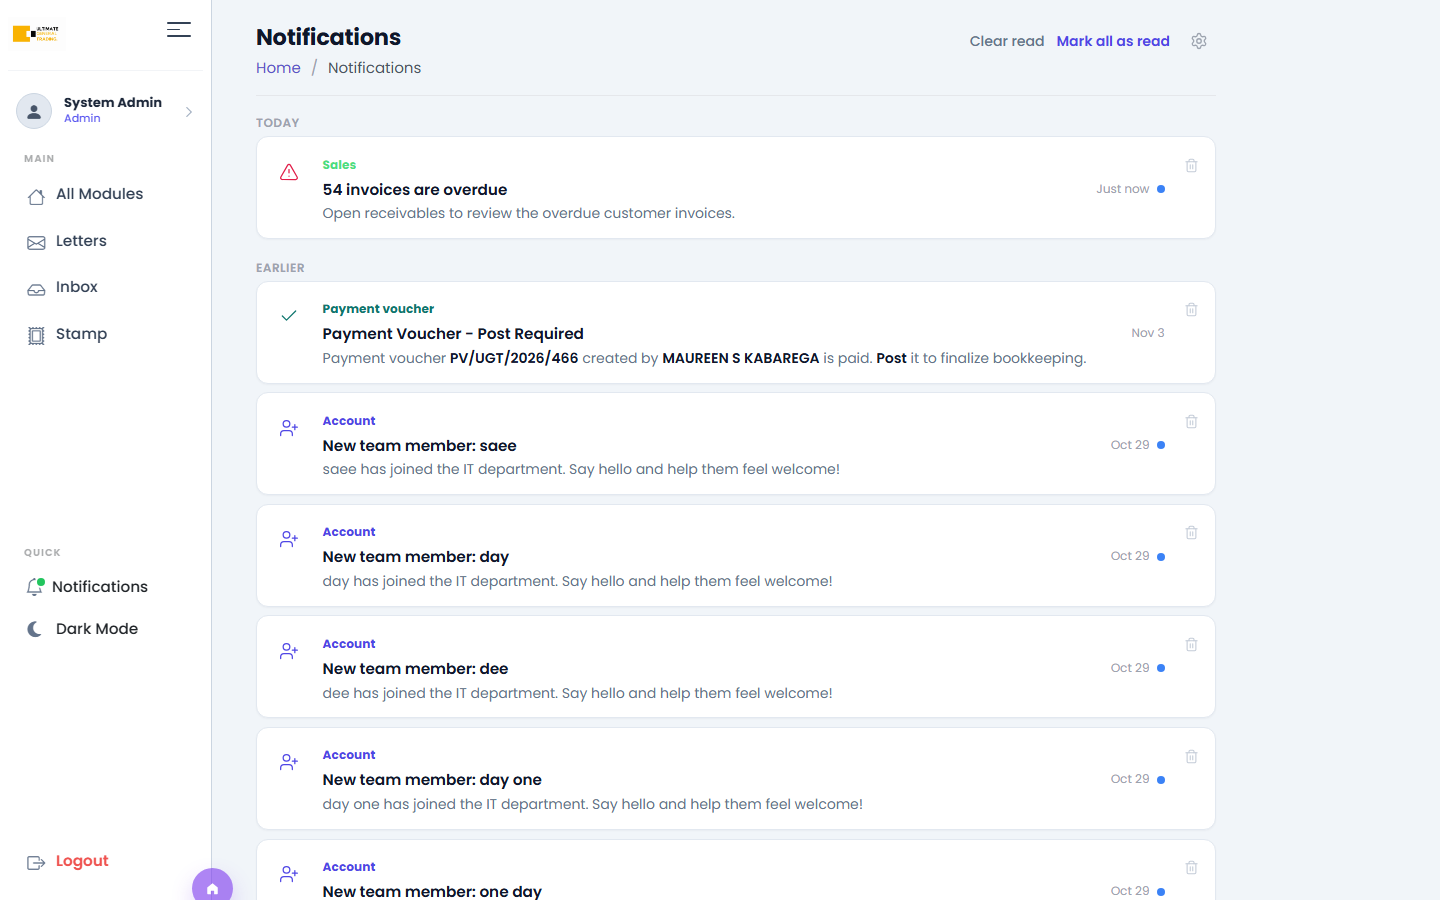 ULTIMATE
System Admin
Admin
MAIN
All Modules
Letters
Inbox
Stamp
QUICK
Notifications
Dark Mode
Logout
Notifications
Home / Notifications
Clear read
Mark all as read
TODAY
Sales
54 invoices are overdue
Just now
Open receivables to review the overdue customer invoices.
EARLIER
Payment voucher
Payment Voucher - Post Required
Nov 3
Payment voucher PV/UGT/2026/466 created by MAUREEN S KABAREGA is paid. Post it to finalize bookkeeping.
Account
New team member: saee
Oct 29
saee has joined the IT department. Say hello and help them feel welcome!
Account
New team member: day
Oct 29
day has joined the IT department. Say hello and help them feel welcome!
Account
New team member: dee
Oct 29
dee has joined the IT department. Say hello and help them feel welcome!
Account
New team member: day one
Oct 29
day one has joined the IT department. Say hello and help them feel welcome!
Account
New team member: one day
Oct 29